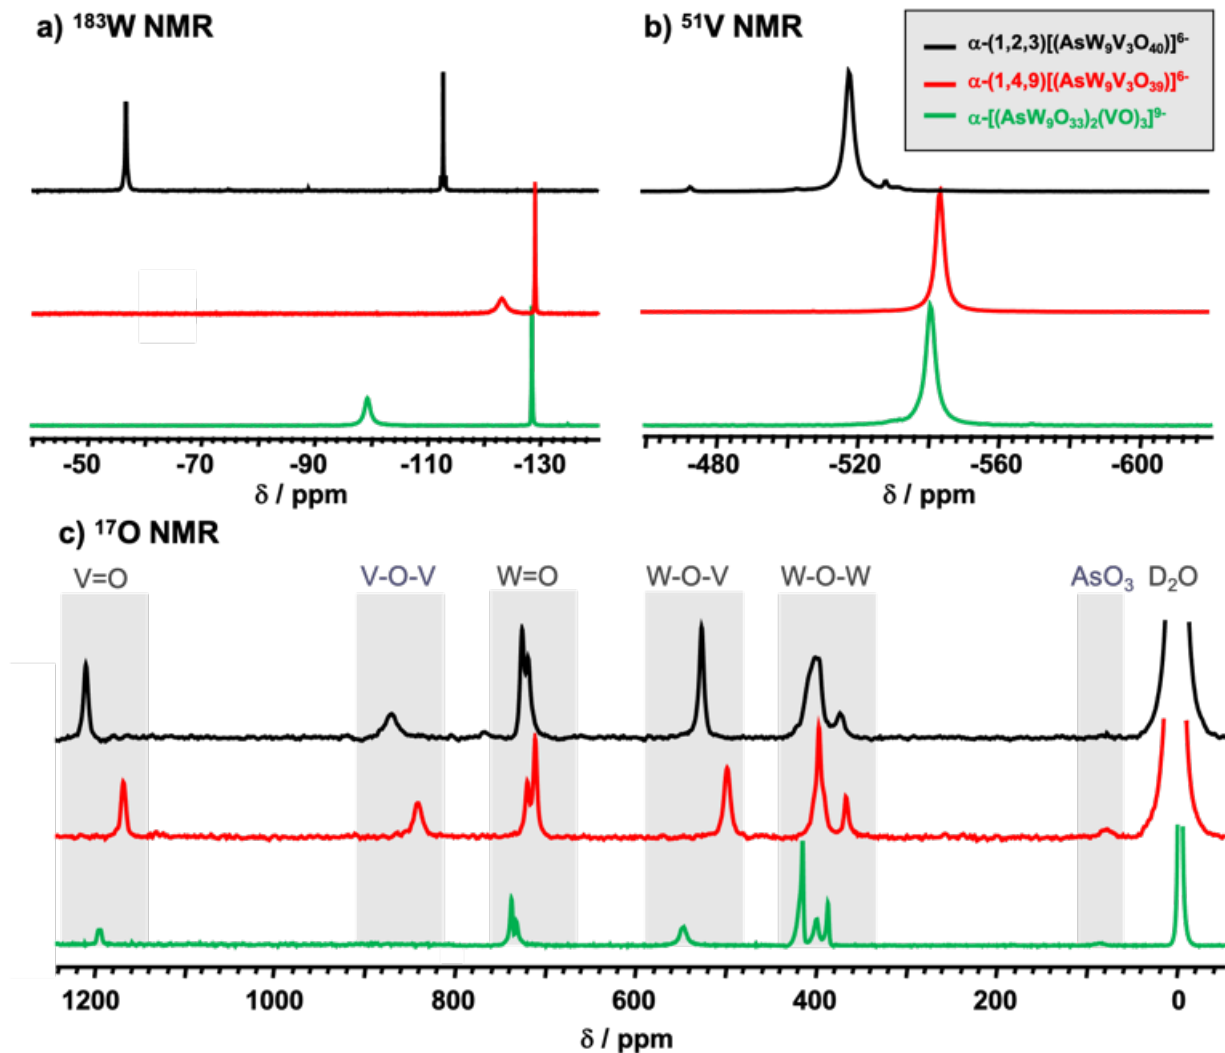 a) ¹⁸³W NMR
b) ⁵¹V NMR
α-(1,2,3)[(AsW₉V₃O₄₀)]⁶⁻
α-(1,4,9)[(AsW₉V₃O₃₉)]⁶⁻
α-[(AsW₉O₃₃)₂(VO)₃]⁹⁻
-50 -70 -90 -110 -130
δ / ppm
-480 -520 -560 -600
δ / ppm
c) ¹⁷O NMR
V=O V-O-V W=O W-O-V W-O-W AsO₃ D₂O
1200 1000 800 600 400 200 0
δ / ppm